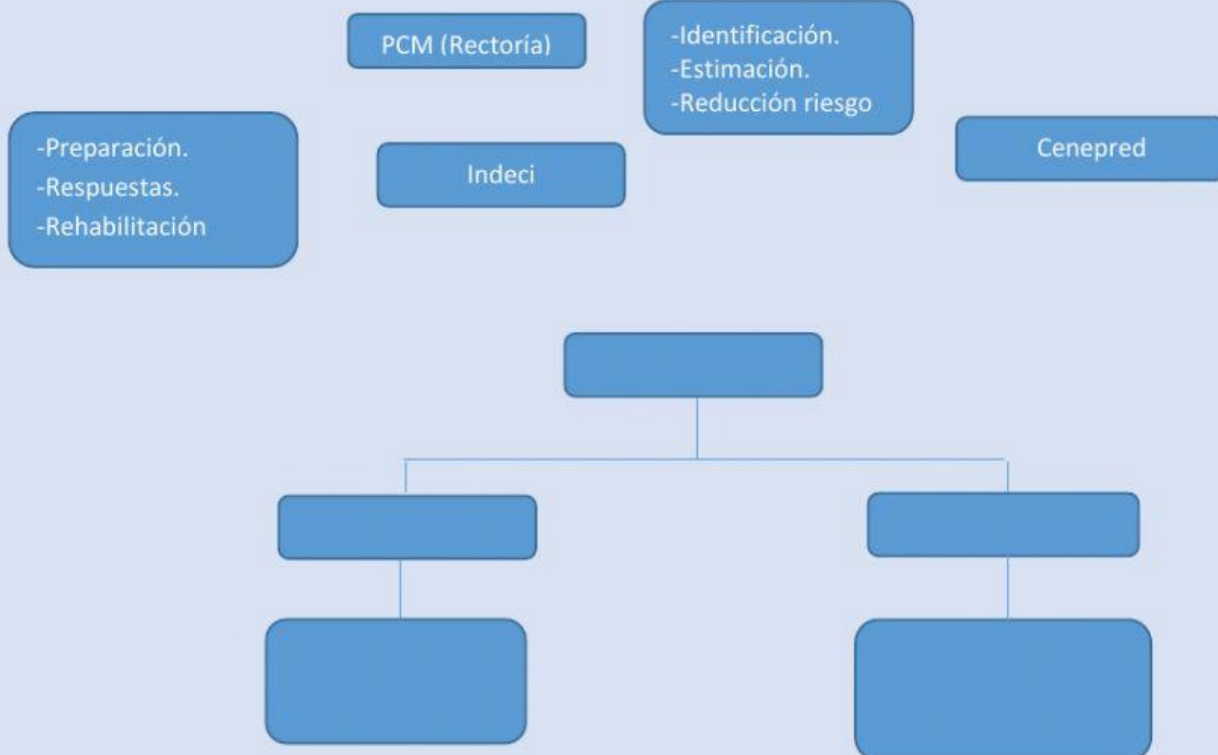 PCM (Rectoría)
-Identificación.
-Estimación.
-Reducción riesgo
-Preparación.
-Respuestas.
-Rehabilitación
Indeci
Cenepred